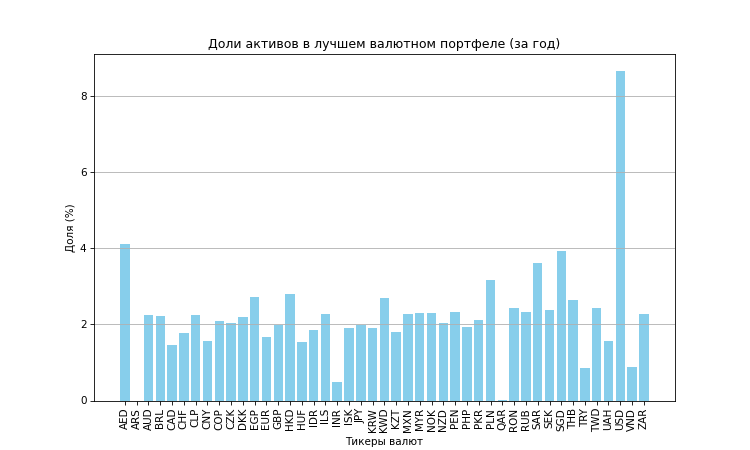 Доли активов в лучшем валютном портфеле (за год)
Доля (%)
8
6
4
2
0
AED ARS AUD BRL CAD CHF CLP CNY COP CZK DKK EGP EUR GBP HKD HUF IDR ILS INR ISK JPY KRW KWD KZT MXN MYR NOK NZD PEN PHP PKR PLN QAR RON RUB SAR SEK SGD THB TRY TWD UAH USD VND ZAR
Тикеры валют